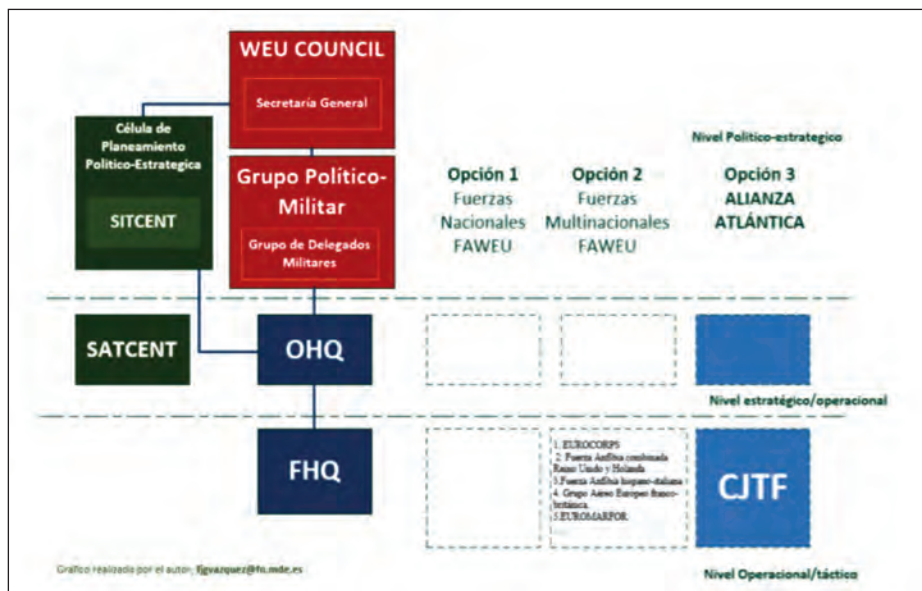 WEU COUNCIL
Secretaría General
Célula de
Planeamiento
Político-Estrategica
SITCENT
Grupo Político-
Militar
Grupo de Delegados
Militares
Nivel Político-estrategico
Opción 1
Fuerzas
Nacionales
FAWEU
Opción 2
Fuerzas
Multinacionales
FAWEU
Opción 3
ALIANZA
ATLÁNTICA
SATCENT
OHQ
Nivel estratégico/operacional
FHQ
1. EUROCORPS
2. Fuerza Anfibia combinada
Reino Unido y Holanda
3.Fuerza Anfibia hispano-italiana
4. Grupo Aéreo Europeo franco-
británica.
5.EUROMARFOR
CJTF
Nivel Operacional/táctico
Gráfico realizado por el autor, fjgvazquez@fn.mde.es